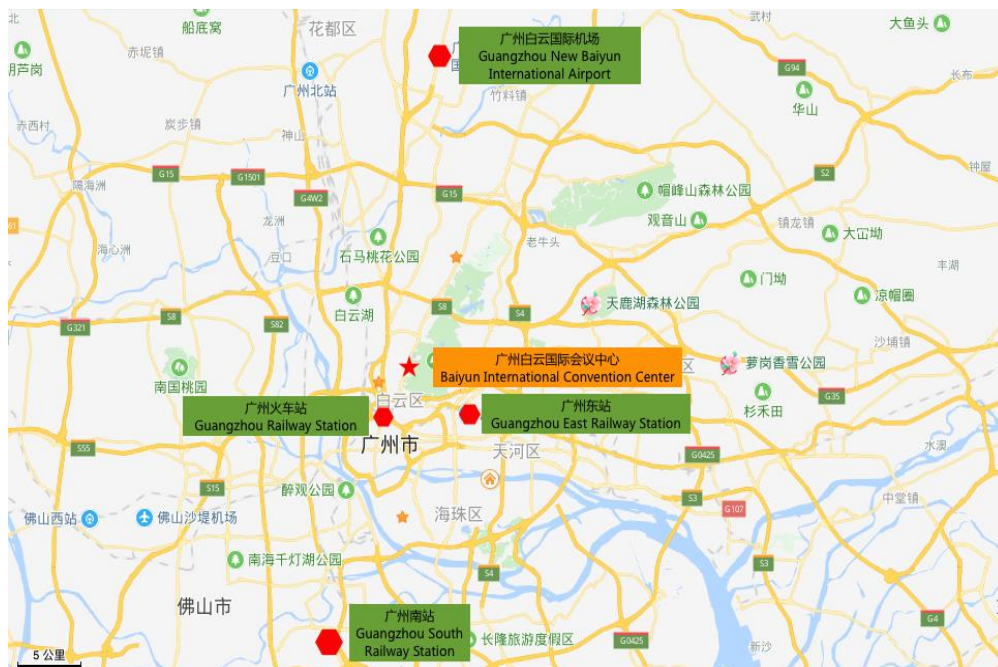 船底窝
花都区
大鱼头
武村
北
广州白云国际机场
Guangzhou New Baiyun
International Airport
赤坭镇
胡芦岗
广州北站
G94
长布
竹料镇
华山
赤西村
炭步镇
神山
G15
G1501
G4W2
G15
S2
钟屋
陽海洲
帽峰山森林公园
龙洲
观音山
镇龙镇
大㘵坳
老牛头
海心洲
豆口
石马桃花公园
丰湖
门坳
凉帽圈
白云湖
天鹿湖森林公园
S8
S8
S4
G321
S82
沙埔镇
广州白云国际会议中心
Baiyun International Convention Center
区
萝岗香雪公园
南国桃园
白云区
杉禾田
G35
广州火车站
Guangzhou Railway Station
广州东站
Guangzhou East Railway Station
广州市
S55
天河区
G0425
水澳
S15
醉观公园
S3
G107
中堂镇
佛山西站
佛山沙堤机场
海珠区
南海千灯湖公园
S3
S4
佛山市
广州南站
Guangzhou South
Railway Station
长隆旅游度假区
G0425
G4
新沙
5 公里